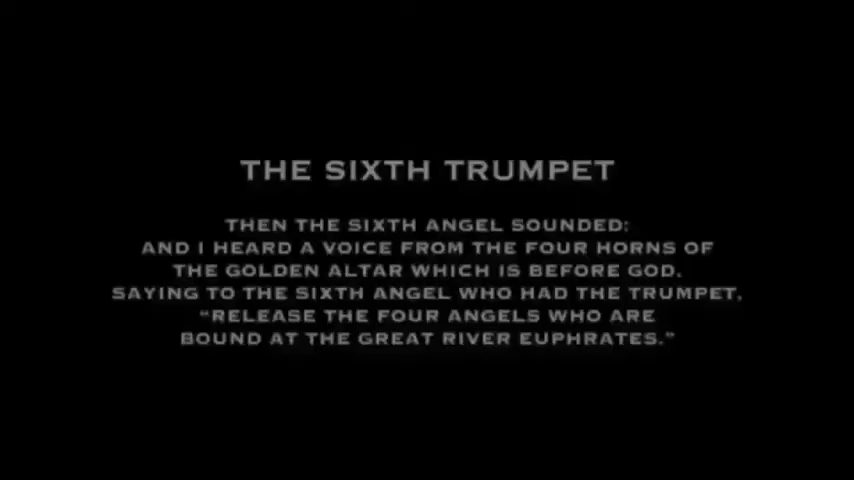 THE SIXTH TRUMPET
THEN THE SIXTH ANGEL SOUNDED:
AND I HEARD A VOICE FROM THE FOUR HORNS OF
THE GOLDEN ALTAR WHICH IS BEFORE GOD,
SAYING TO THE SIXTH ANGEL WHO HAD THE TRUMPET,
“RELEASE THE FOUR ANGELS WHO ARE
BOUND AT THE GREAT RIVER EUPHRATES.”